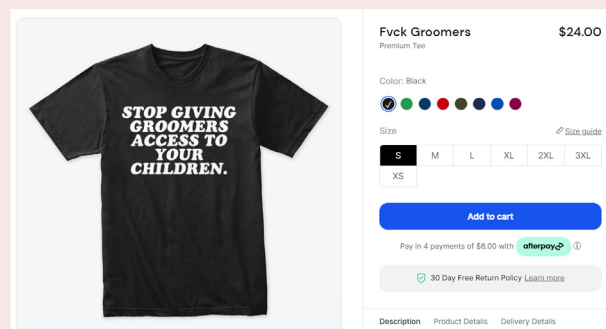 Fvck Groomers
$24.00
Premium Tee
Color: Black
STOP GIVING
GROOMERS
ACCESS TO
YOUR
CHILDREN.
Size
Size guide
S M L XL 2XL 3XL
XS
Add to cart
Pay in 4 payments of $6.00 with afterpay
30 Day Free Return Policy Learn more
Description Product Details Delivery Details